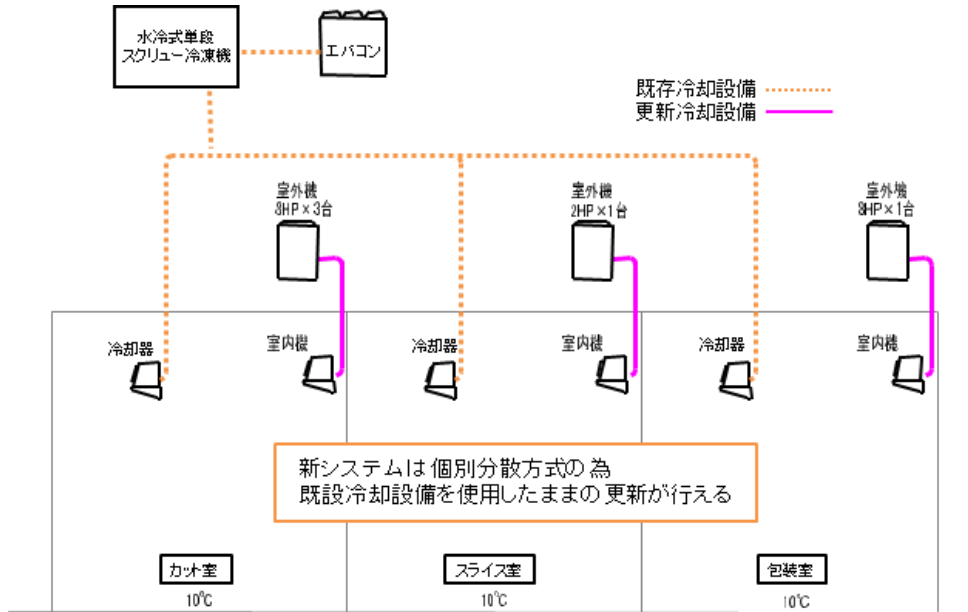 水冷式単段
スクリュー冷凍機
エバコン
既存冷却設備
更新冷却設備
室外機
8HP×3台
室外機
2HP×1台
室外機
8HP×1台
冷却器
室内機
冷却器
室内機
冷却器
室内機
新システムは個別分散方式の為
既設冷却設備を使用したままの更新が行える
カット室
スライス室
包装室
10℃
10℃
10℃